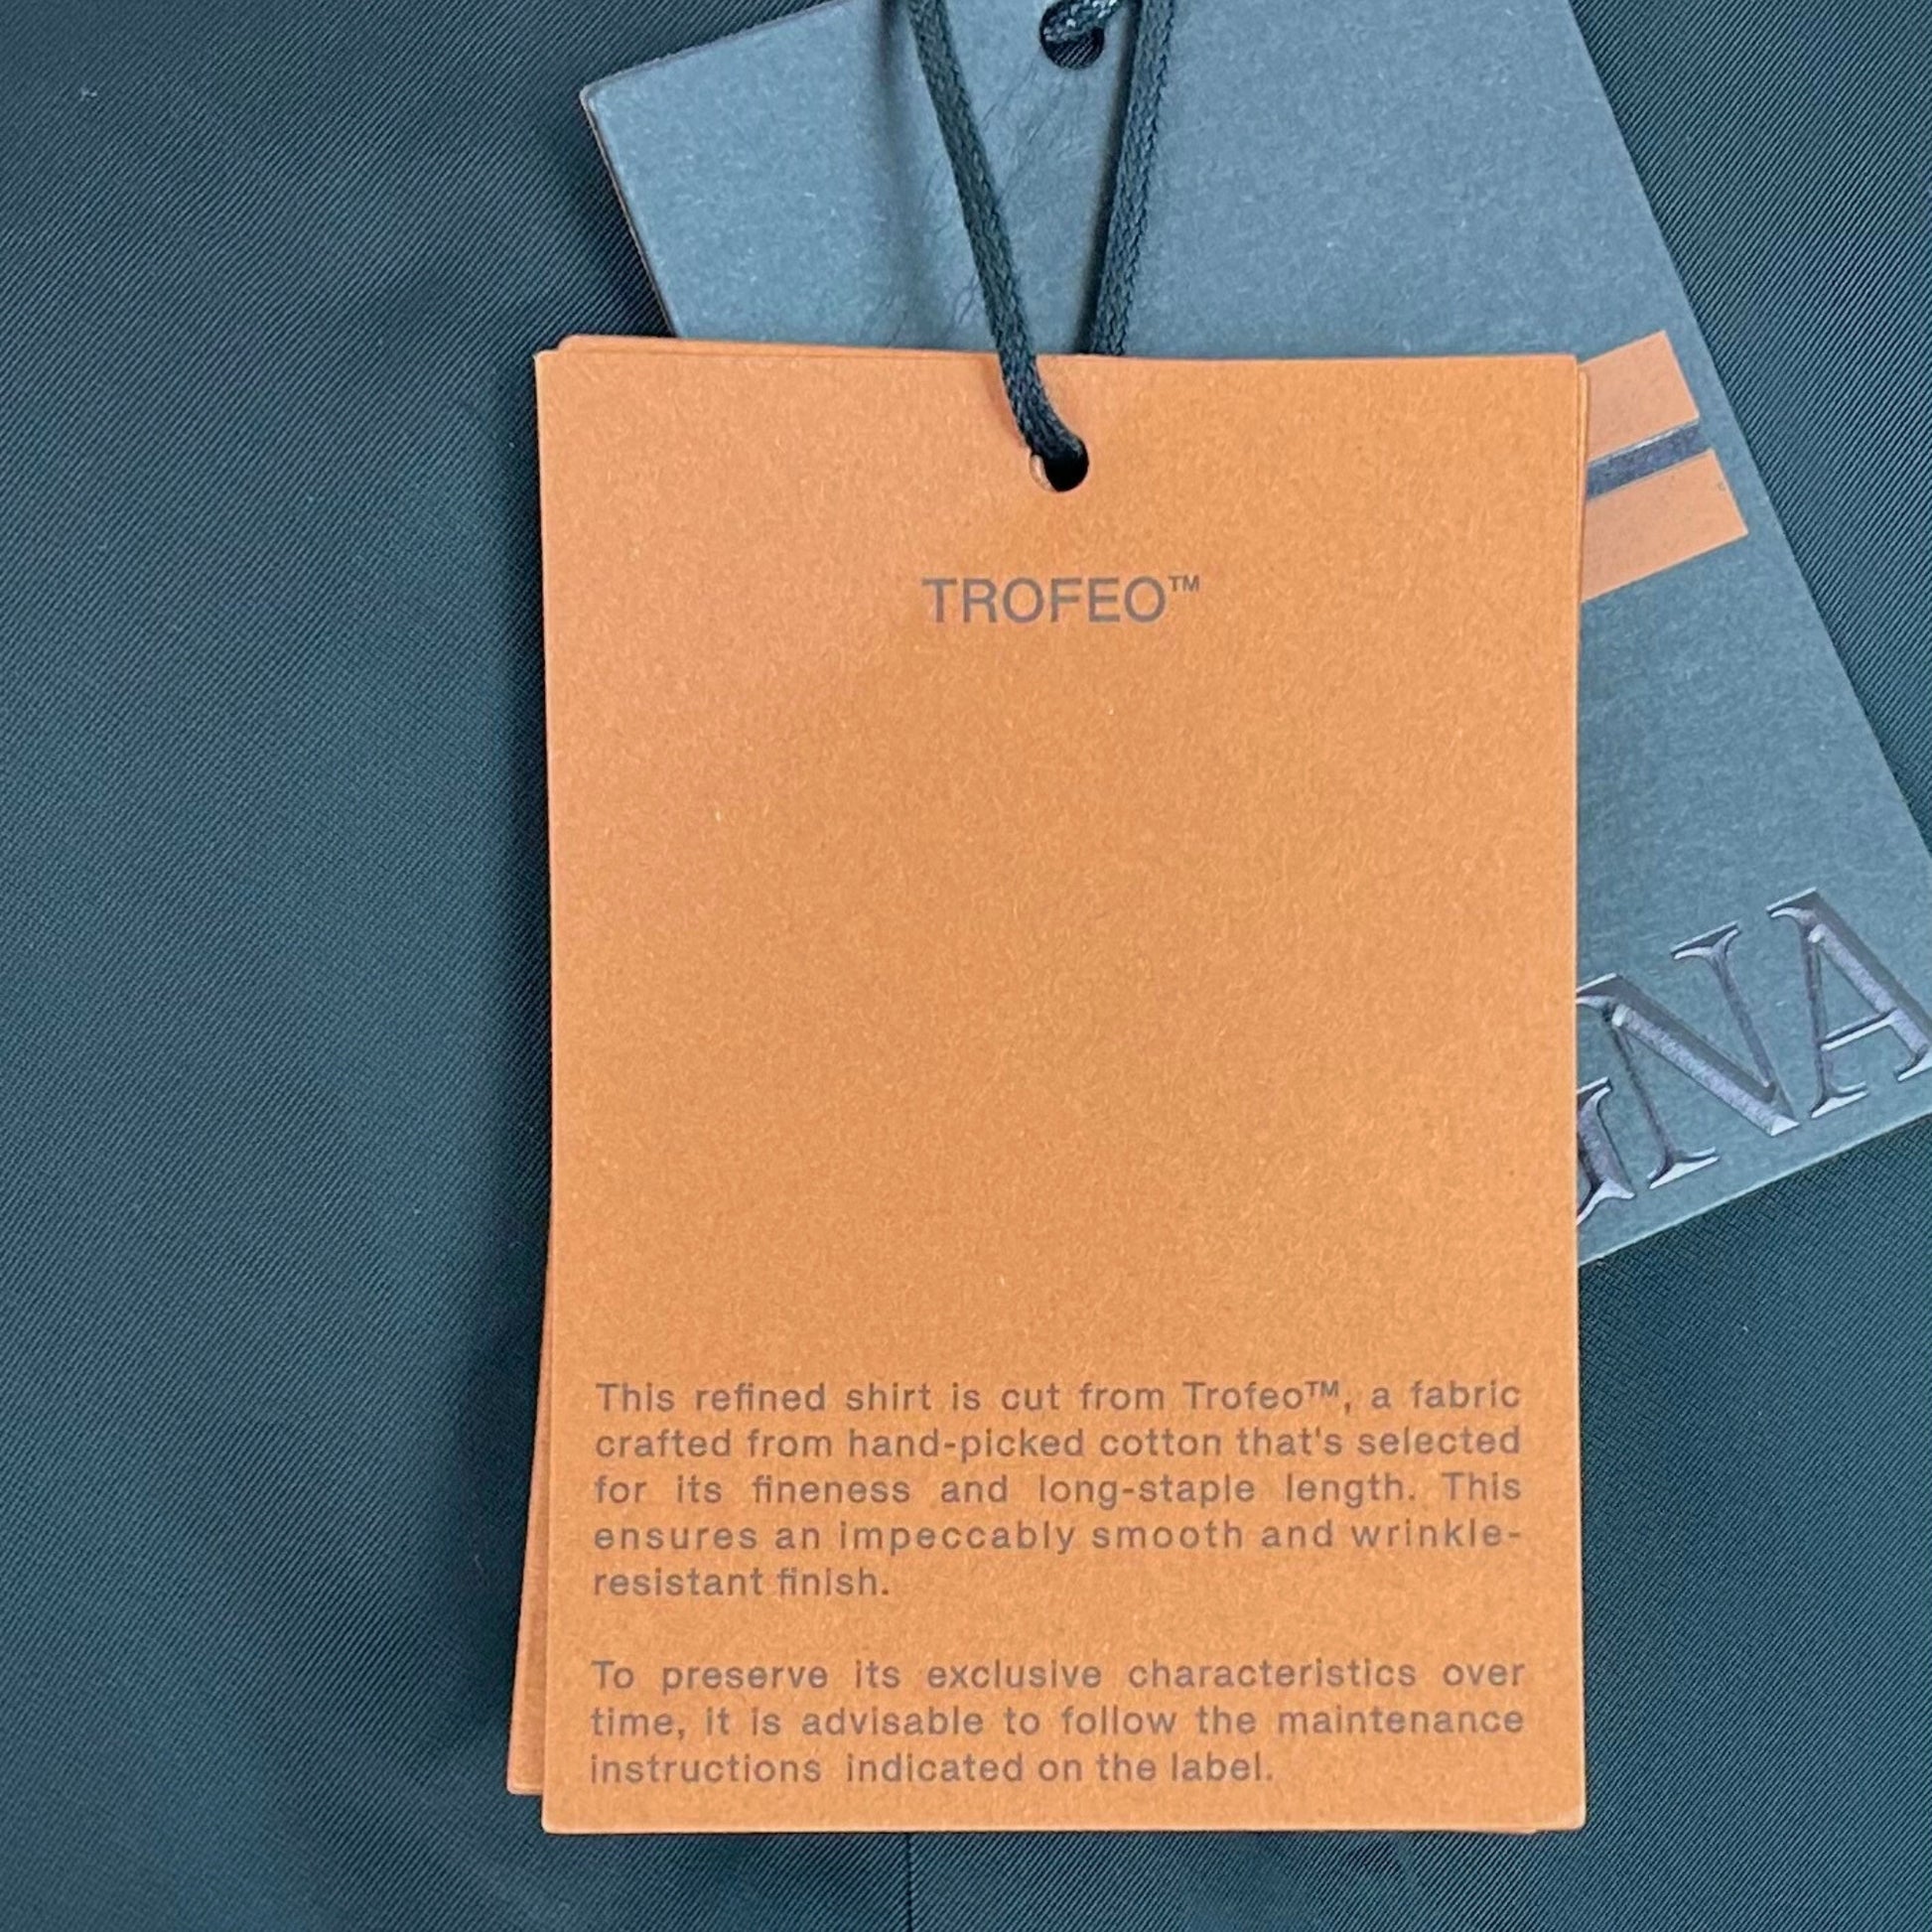 TROFEO™
GNA
This refined shirt is cut from Trofeo™, a fabric
crafted from hand-picked cotton that's selected
for its fineness and long-staple length. This
ensures an impeccably smooth and wrinkle-
resistant finish.
To preserve its exclusive characteristics over
time, it is advisable to follow the maintenance
instructions indicated on the label.